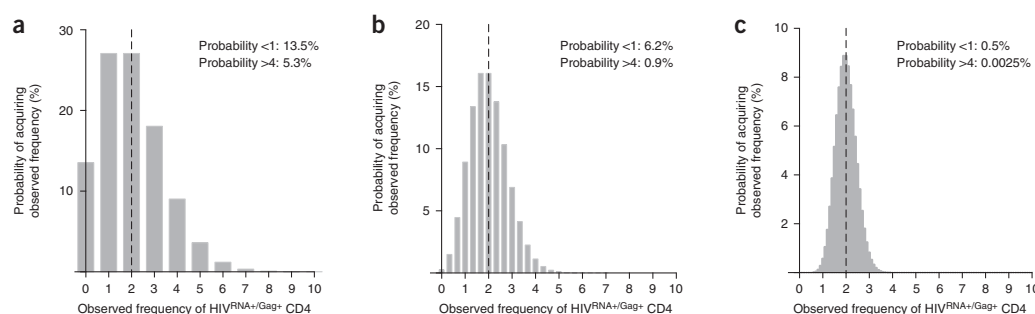 a
Probability of acquiring
observed frequency (%)
30
20
10
Probability <1: 13.5%
Probability >4: 5.3%
0 1 2 3 4 5 6 7 8 9 10
Observed frequency of HIVRNA+/Gag+ CD4
b
Probability of acquiring
observed frequency (%)
20
15
10
5
Probability <1: 6.2%
Probability >4: 0.9%
0 1 2 3 4 5 6 7 8 9 10
Observed frequency of HIVRNA+/Gag+ CD4
c
Probability of acquiring
observed frequency (%)
10
8
6
4
2
Probability <1: 0.5%
Probability >4: 0.0025%
0 1 2 3 4 5 6 7 8 9 10
Observed frequency of HIVRNA+/Gag+ CD4